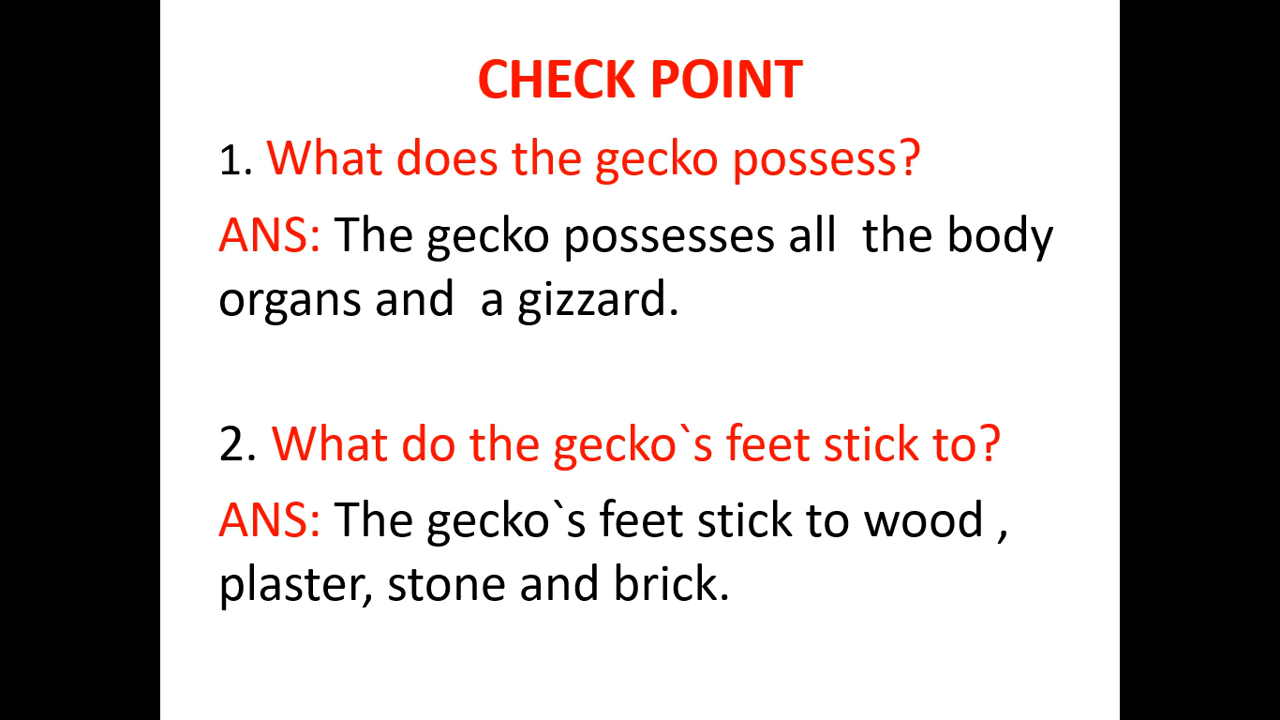 CHECK POINT
1. What does the gecko possess?
ANS: The gecko possesses all  the body
organs and  a gizzard.
2. What do the gecko`s feet stick to?
ANS: The gecko`s feet stick to wood ,
plaster, stone and brick.